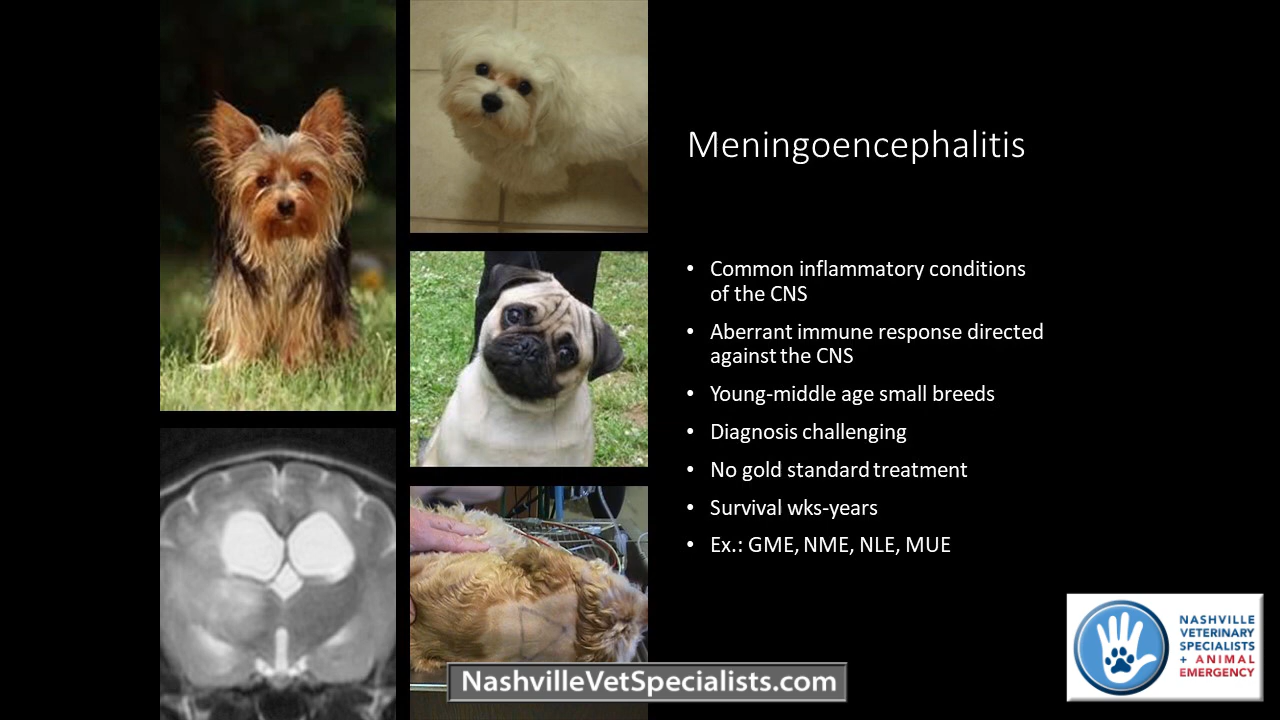 Meningoencephalitis
• Common inflammatory conditions
of the CNS
• Aberrant immune response directed
against the CNS
• Young-middle age small breeds
• Diagnosis challenging
• No gold standard treatment
• Survival wks-years
• Ex.: GME, NME, NLE, MUE
NASHVILLE
VETERINARY
SPECIALISTS
+ ANIMAL
EMERGENCY
NashvilleVetSpecialists.com